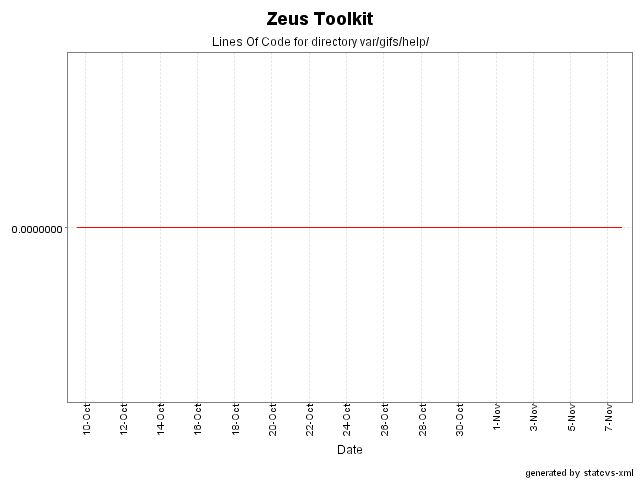 Zeus Toolkit
Lines Of Code for directory var/gifs/help/
0.0000000
10-Oct
12-Oct
14-Oct
16-Oct
18-Oct
20-Oct
22-Oct
24-Oct
26-Oct
28-Oct
30-Oct
1-Nov
3-Nov
5-Nov
7-Nov
Date
generated by statcvs-xml